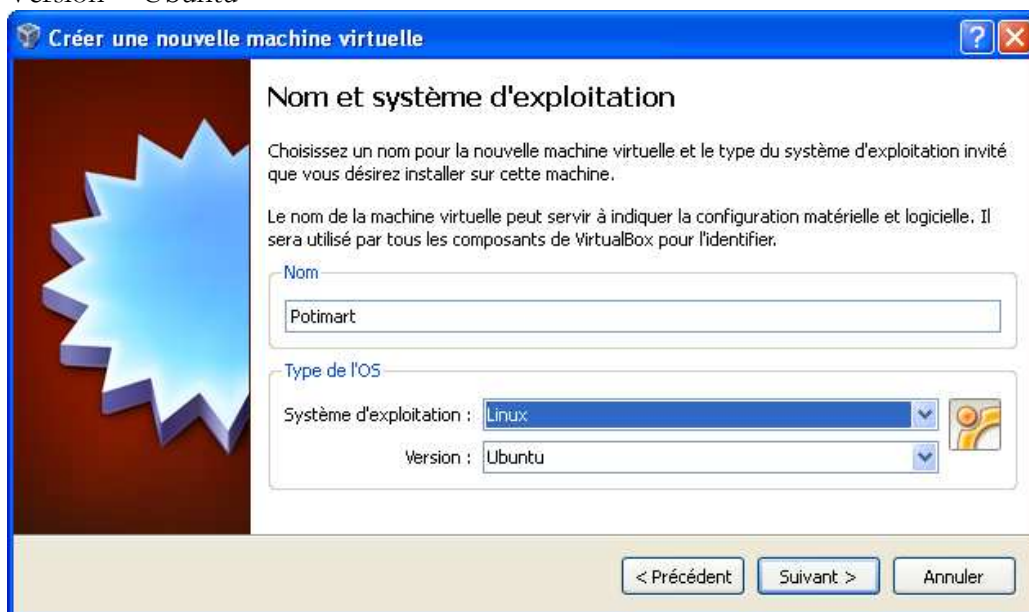 Version = Ubuntu
Créer une nouvelle machine virtuelle
Nom et système d'exploitation
Choisissez un nom pour la nouvelle machine virtuelle et le type du système d'exploitation invité
que vous désirez installer sur cette machine.
Le nom de la machine virtuelle peut servir à indiquer la configuration matérielle et logicielle. Il
sera utilisé par tous les composants de VirtualBox pour l'identifier.
Nom
Potimart
Type de l'OS
Système d'exploitation : Linux
Version : Ubuntu
< Précédent Suivant > Annuler